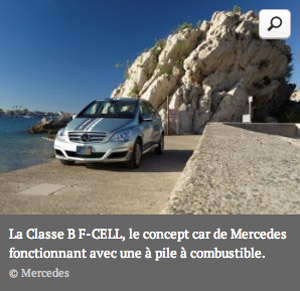 La Classe B F-CELL, le concept car de Mercedes
fonctionnant avec une à pile à combustible.
© Mercedes